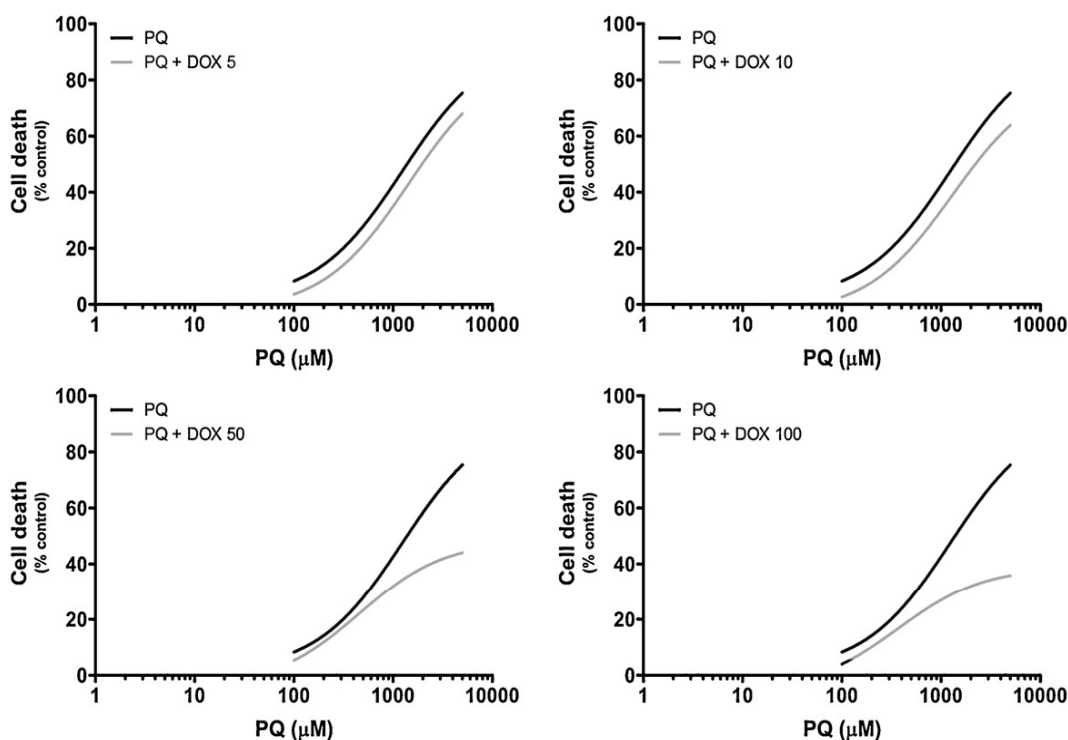 100
80
60
40
20
0
Cell death
(% control)
PQ
PQ + DOX 5
1 10 100 1000 10000
PQ (μM)
100
80
60
40
20
0
Cell death
(% control)
PQ
PQ + DOX 10
1 10 100 1000 10000
PQ (μM)
100
80
60
40
20
0
Cell death
(% control)
PQ
PQ + DOX 50
1 10 100 1000 10000
PQ (μM)
100
80
60
40
20
0
Cell death
(% control)
PQ
PQ + DOX 100
1 10 100 1000 10000
PQ (μM)